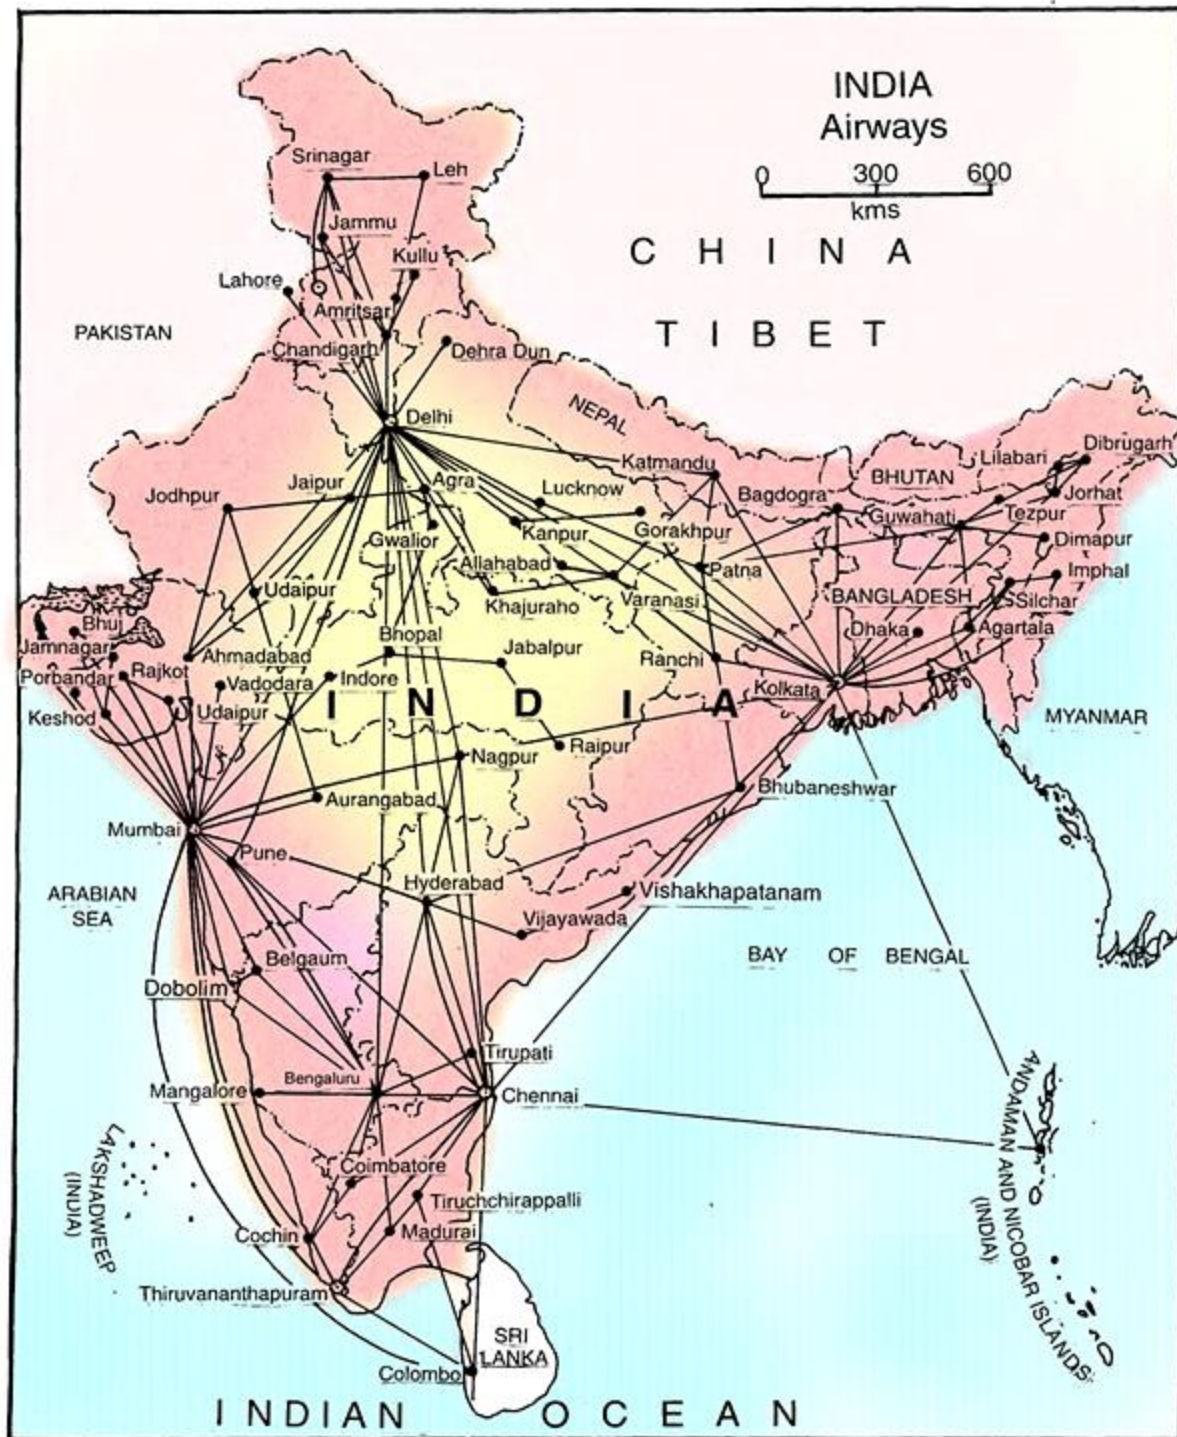 INDIA
Airways
0 300 600
kms
Srinagar
Leh
Jammu
Kullu
Lahore
Amritsar
CHINA
TIBET
PAKISTAN
Chandigarh
Dehra Dun
Delhi
NEPAL
Katmandu
BHUTAN
Lilabari
Dibrugarh
Jodhpur
Jaipur
Agra
Lucknow
Bagdogra
Guwahati
Tezpur
Jorhat
Gwalior
Kanpur
Gorakhpur
Dimapur
Allahabad
Patna
Imphal
Udaipur
Khajuraho
Varanasi
BANGLADESH
Silchar
Bhuj
Dhaka
Agartala
Jamnagar
Bhopal
Jabalpur
Rajkot
Ahmadabad
Ranchi
Porbandar
Vadodara
Indore
Kolkata
Keshod
Udaipur
INDIA
MYANMAR
Nagpur
Raipur
Aurangabad
Bhubaneshwar
Mumbai
Pune
Hyderabad
Vishakhapatanam
ARABIAN
SEA
Vijayawada
BAY OF BENGAL
Belgaum
Dobolim
Tirupati
Mangalore
Bengaluru
Chennai
LAKSHADWEEP
(INDIA)
ANDAMAN AND NICOBAR ISLANDS
(INDIA)
Coimbatore
Tiruchchirappalli
Cochin
Madurai
Thiruvananthapuram
SRI
LANKA
Colombo
INDIAN OCEAN